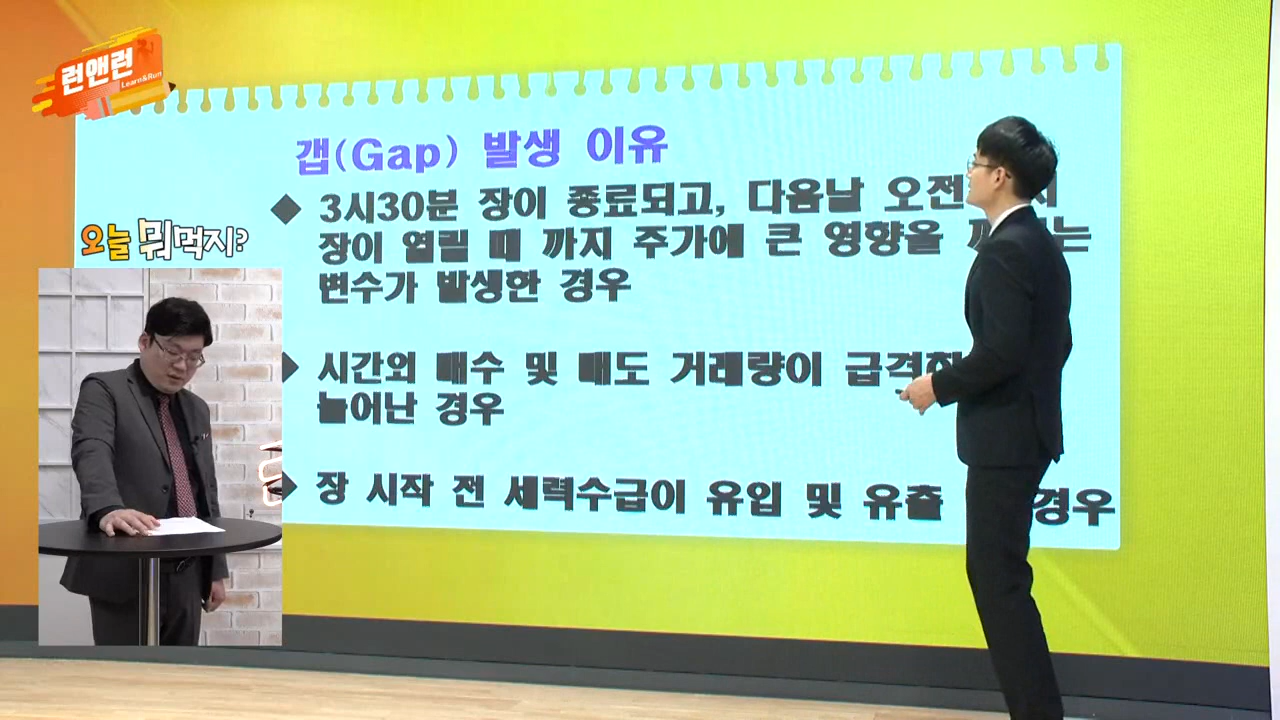 런앤런
Learn&Run
갭(Gap) 발생 이유
◆ 3시30분 장이 종료되고, 다음날 오전
장이 열릴 때 까지 주가에 큰 영향을
변수가 발생한 경우
오늘 뭐먹지?
◆ 시간외 매수 및 매도 거래량이 급격히
늘어난 경우
◆ 장 시작 전 세력수급이 유입 및 유출 경우